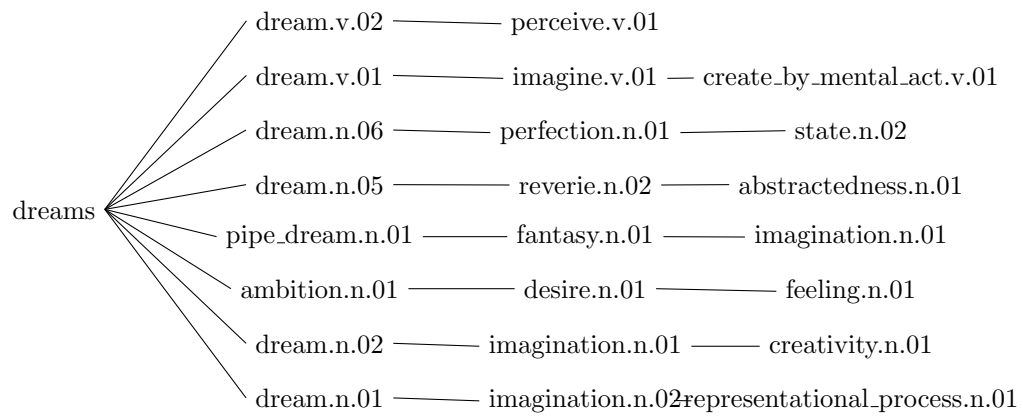 dream.v.02 perceive.v.01
dream.v.01 imagine.v.01 create_by_mental_act.v.01
dream.n.06 perfection.n.01 state.n.02
dream.n.05 reverie.n.02 abstractedness.n.01
dreams
pipe_dream.n.01 fantasy.n.01 imagination.n.01
ambition.n.01 desire.n.01 feeling.n.01
dream.n.02 imagination.n.01 creativity.n.01
dream.n.01 imagination.n.02 representational_process.n.01